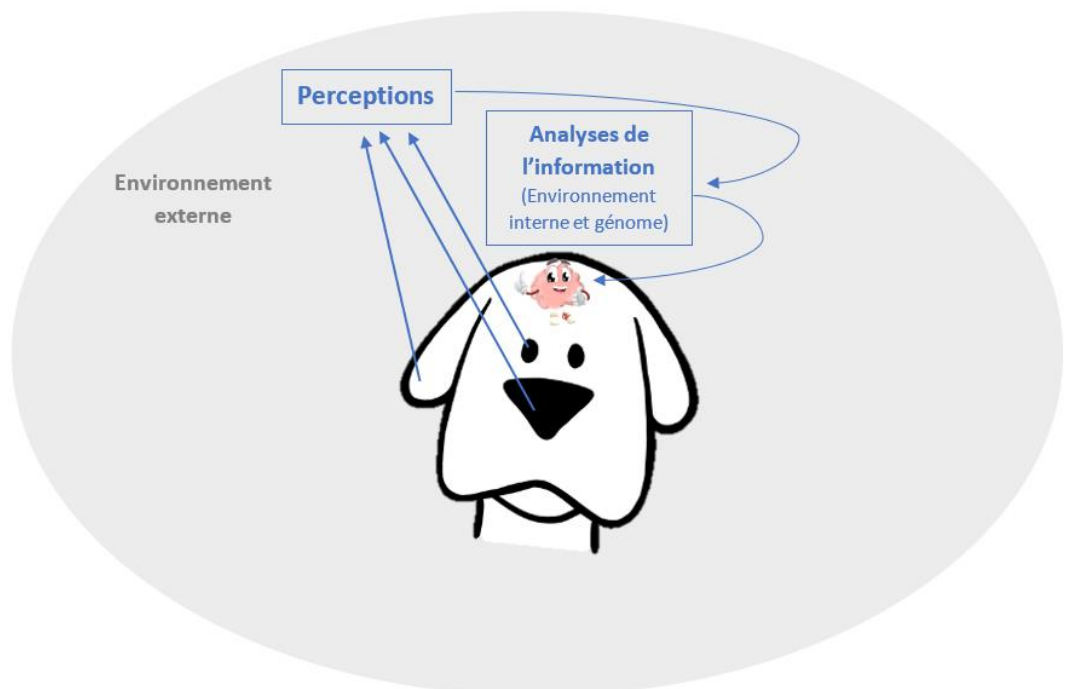 Perceptions
Analyses de
l’information
(Environnement
interne et génome)
Environnement
externe